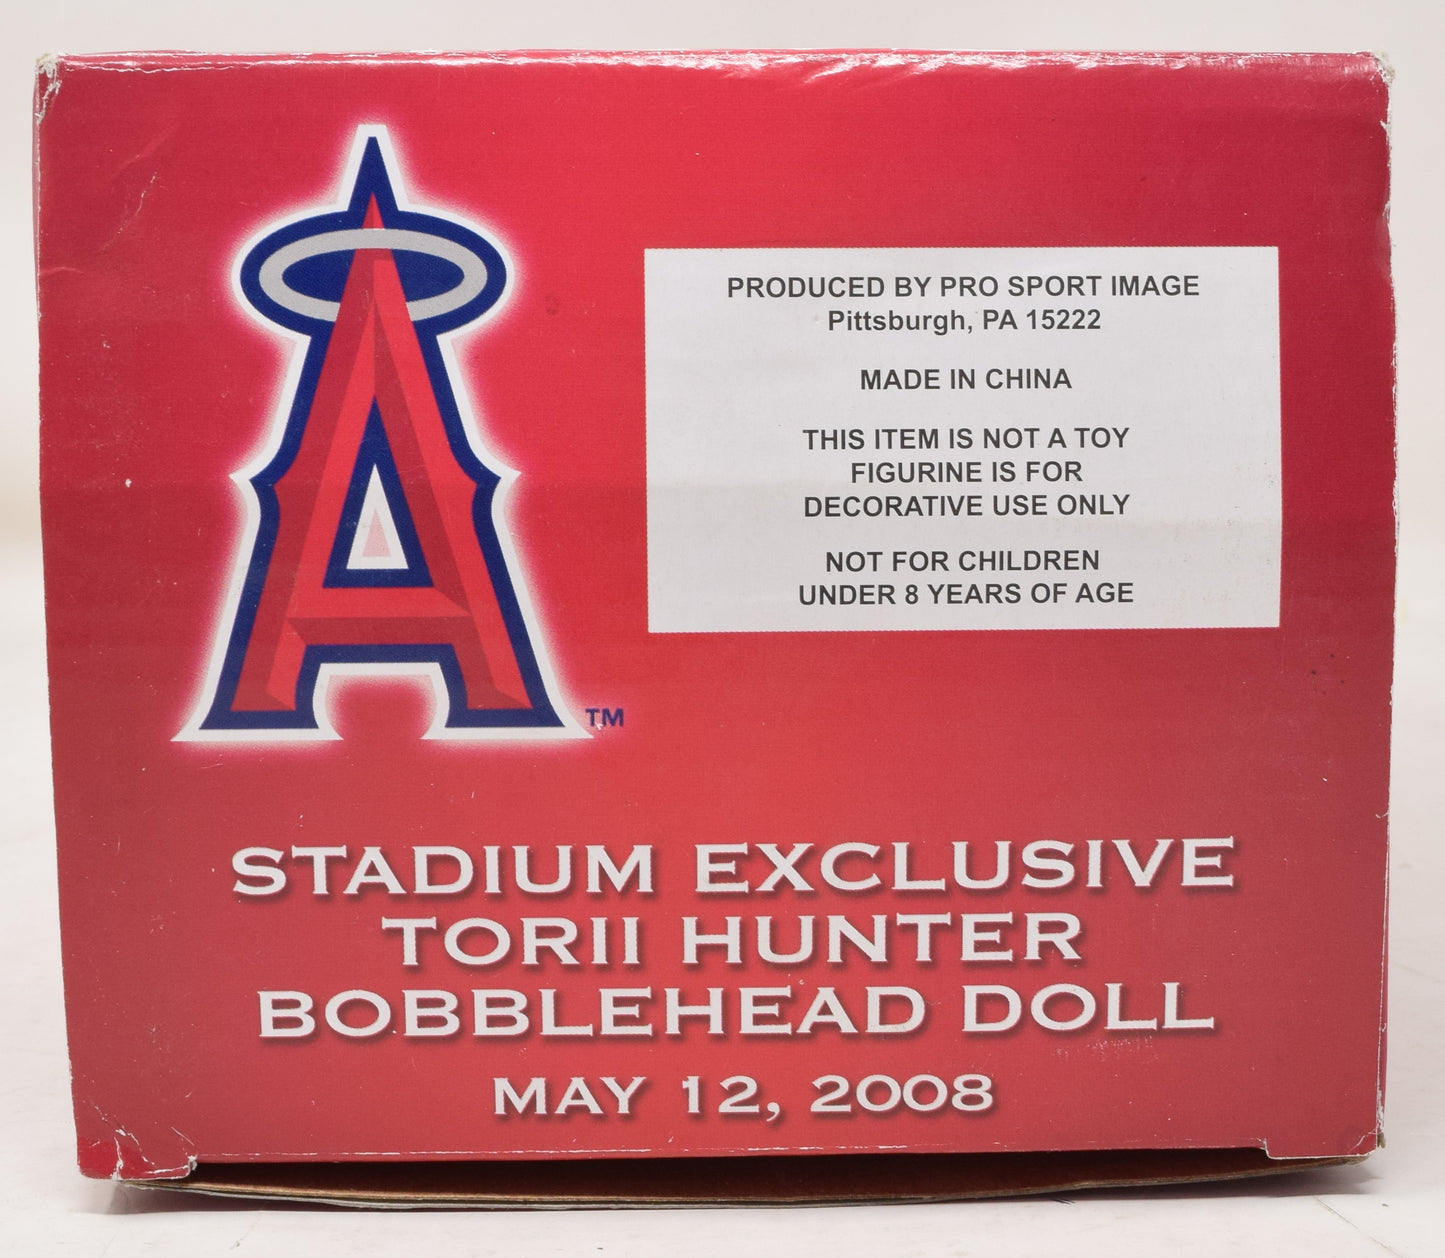 PRODUCED BY PRO SPORT IMAGE
Pittsburgh, PA 15222
MADE IN CHINA
THIS ITEM IS NOT A TOY
FIGURINE IS FOR
DECORATIVE USE ONLY
NOT FOR CHILDREN
UNDER 8 YEARS OF AGE
A
TM
STADIUM EXCLUSIVE
TORII HUNTER
BOBBLEHEAD DOLL
MAY 12, 2008